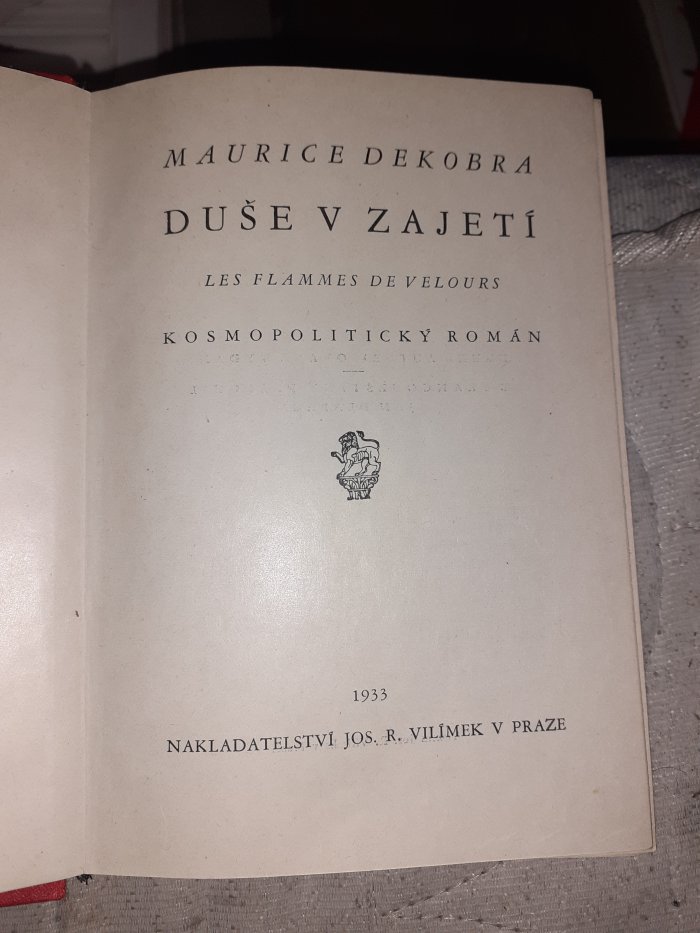 MAURICE DEKOBRA
DUŠE V ZAJETÍ
LES FLAMMES DE VELOURS
KOSMOPOLITICKÝ ROMÁN
1933
NAKLADATELSTVÍ JOS. R. VILÍMEK V PRAZE